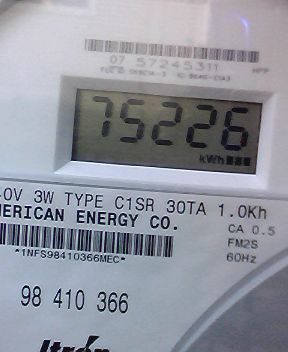 07 57245311
75226
kWh
0V 3W TYPE C1SR 30TA 1.0Kh
MERICAN ENERGY CO.
CA 0.5
FM2S
60Hz
*1NFS98410366MEC*
98 410 366
Itrón